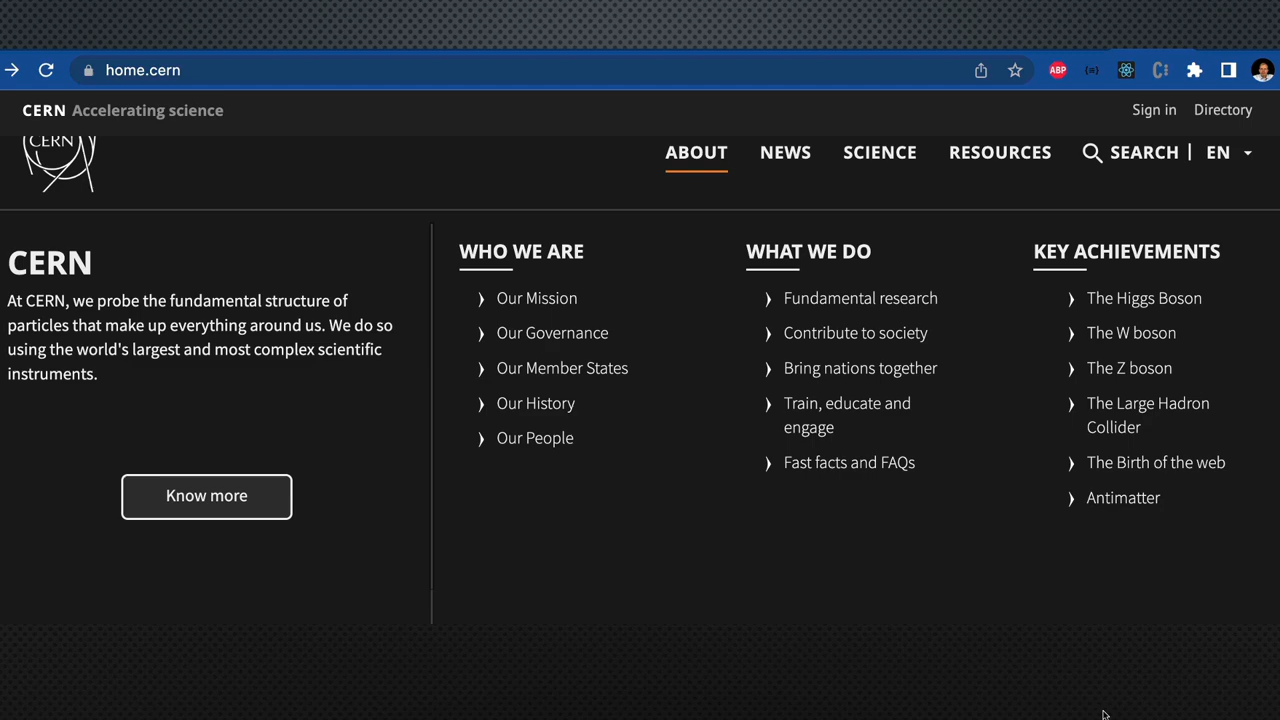 home.cern
ABP
CERN Accelerating science
Sign in
Directory
CERN
ABOUT
NEWS
SCIENCE
RESOURCES
SEARCH
EN
CERN
At CERN, we probe the fundamental structure of
particles that make up everything around us. We do so
using the world's largest and most complex scientific
instruments.
Know more
WHO WE ARE
Our Mission
Our Governance
Our Member States
Our History
Our People
WHAT WE DO
Fundamental research
Contribute to society
Bring nations together
Train, educate and
engage
Fast facts and FAQs
KEY ACHIEVEMENTS
The Higgs Boson
The W boson
The Z boson
The Large Hadron
Collider
The Birth of the web
Antimatter